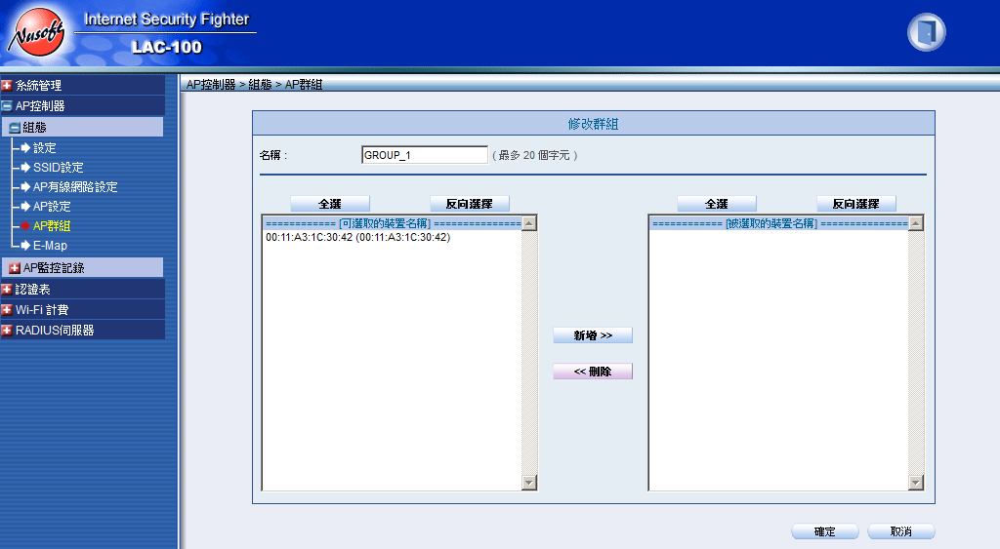 Nusoft
Internet Security Fighter
LAC-100
系統管理
AP控制器
組態
設定
SSID設定
AP有線網路設定
AP設定
AP群組
E-Map
AP監控記錄
認證表
Wi-Fi 計費
RADIUS伺服器
AP控制器 > 組態 > AP群組
修改群組
名稱 : GROUP_1 ( 最多 20 個字元 )
全選 反向選擇
============ [可選取的裝置名稱] ===============
00:11:A3:1C:30:42 (00:11:A3:1C:30:42)
新增 >>
<< 刪除
全選 反向選擇
============ [被選取的裝置名稱] ===============
確定 取消